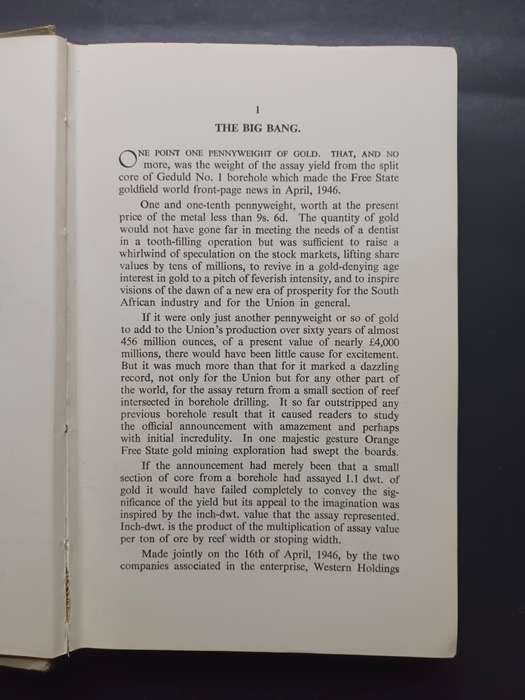 1
THE BIG BANG.
ONE POINT ONE PENNYWEIGHT OF GOLD. THAT, AND NO
more, was the weight of the assay yield from the split
core of Geduld No. 1 borehole which made the Free State
goldfield world front-page news in April, 1946.
One and one-tenth pennyweight, worth at the present
price of the metal less than 9s. 6d. The quantity of gold
would not have gone far in meeting the needs of a dentist
in a tooth-filling operation but was sufficient to raise a
whirlwind of speculation on the stock markets, lifting share
values by tens of millions, to revive in a gold-denying age
interest in gold to a pitch of feverish intensity, and to inspire
visions of the dawn of a new era of prosperity for the South
African industry and for the Union in general.
If it were only just another pennyweight or so of gold
to add to the Union's production over sixty years of almost
456 million ounces, of a present value of nearly £4,000
millions, there would have been little cause for excitement.
But it was much more than that for it marked a dazzling
record, not only for the Union but for any other part of
the world, for the assay return from a small section of reef
intersected in borehole drilling. It so far outstripped any
previous borehole result that it caused readers to study
the official announcement with amazement and perhaps
with initial incredulity. In one majestic gesture Orange
Free State gold mining exploration had swept the boards.
If the announcement had merely been that a small
section of core from a borehole had assayed 1.1 dwt. of
gold it would have failed completely to convey the sig-
nificance of the yield but its appeal to the imagination was
inspired by the inch-dwt. value that the assay represented.
Inch-dwt. is the product of the multiplication of assay value
per ton of ore by reef width or stoping width.
Made jointly on the 16th of April, 1946, by the two
companies associated in the enterprise, Western Holdings